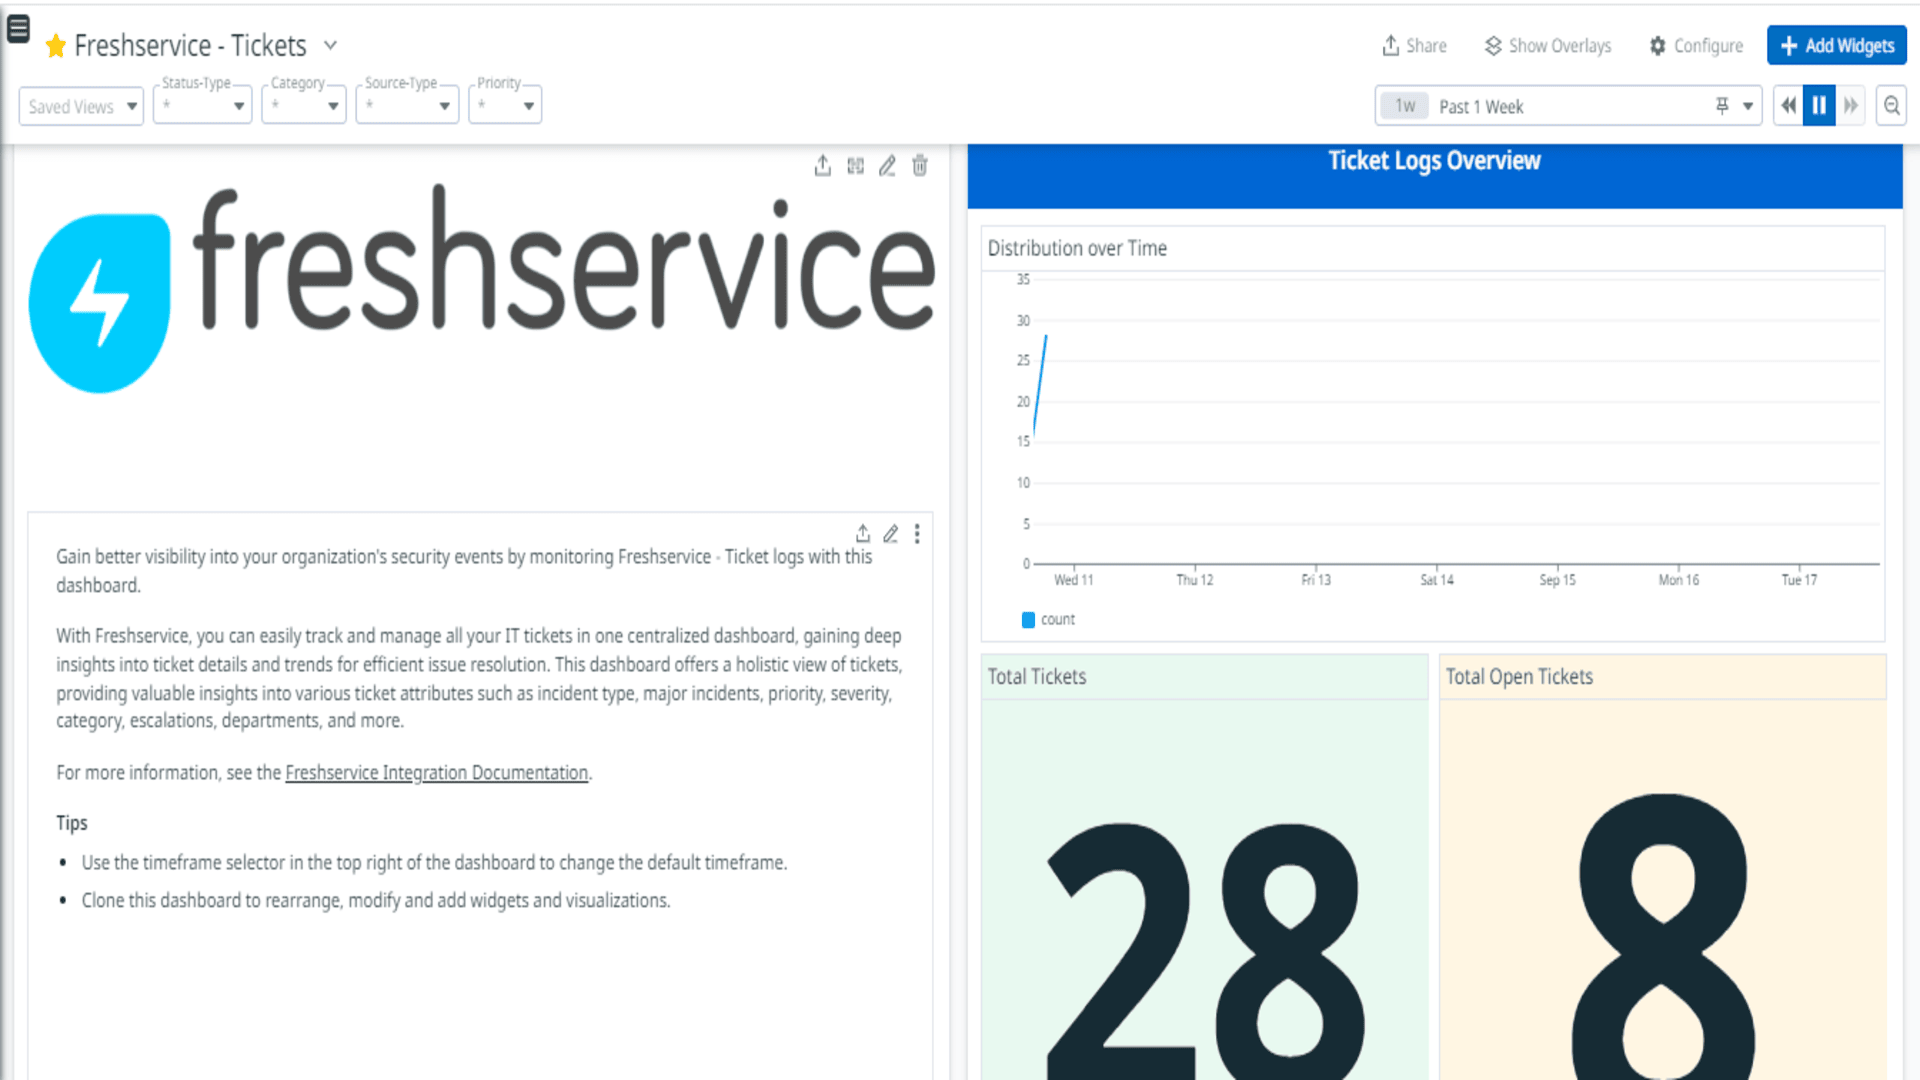 Freshservice - Tickets
Share
Show Overlays
Configure
+ Add Widgets
Saved Views
Status-Type
*
Category
*
Source-Type
*
Priority
*
1w Past 1 Week
freshservice
Gain better visibility into your organization's security events by monitoring Freshservice - Ticket logs with this
dashboard.
With Freshservice, you can easily track and manage all your IT tickets in one centralized dashboard, gaining deep
insights into ticket details and trends for efficient issue resolution. This dashboard offers a holistic view of tickets,
providing valuable insights into various ticket attributes such as incident type, major incidents, priority, severity,
category, escalations, departments, and more.
For more information, see the Freshservice Integration Documentation.
Tips
• Use the timeframe selector in the top right of the dashboard to change the default timeframe.
• Clone this dashboard to rearrange, modify and add widgets and visualizations.
Ticket Logs Overview
Distribution over Time
35
30
25
20
15
10
5
0
Wed 11 Thu 12 Fri 13 Sat 14 Sep 15 Mon 16 Tue 17
count
Total Tickets
28
Total Open Tickets
8